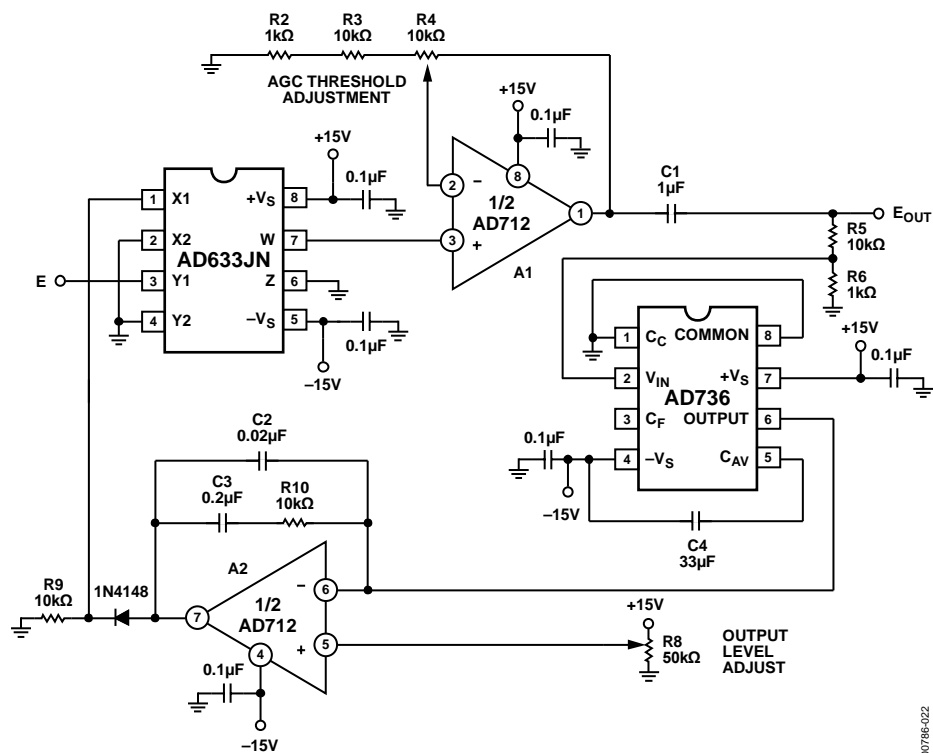 R2
1kΩ
R3
10kΩ
R4
10kΩ
AGC THRESHOLD
ADJUSTMENT
+15V
0.1µF
+15V
0.1µF
1 X1
2 X2
3 Y1
4 Y2
+VS 8
W 7
Z 6
–VS 5
AD633JN
E
0.1µF
–15V
2 –
3 +
8
1
1/2
AD712
A1
C1
1µF
EOUT
R5
10kΩ
R6
1kΩ
1 CC
2 VIN
3 CF
4 –VS
COMMON 8
+VS 7
OUTPUT 6
CAV 5
AD736
+15V
0.1µF
0.1µF
–15V
C4
33µF
C2
0.02µF
C3
0.2µF
R10
10kΩ
A2
R9
10kΩ
1N4148
7
1/2
AD712
– 6
+ 5
4
0.1µF
–15V
+15V
R8
50kΩ
OUTPUT
LEVEL
ADJUST
00786-022